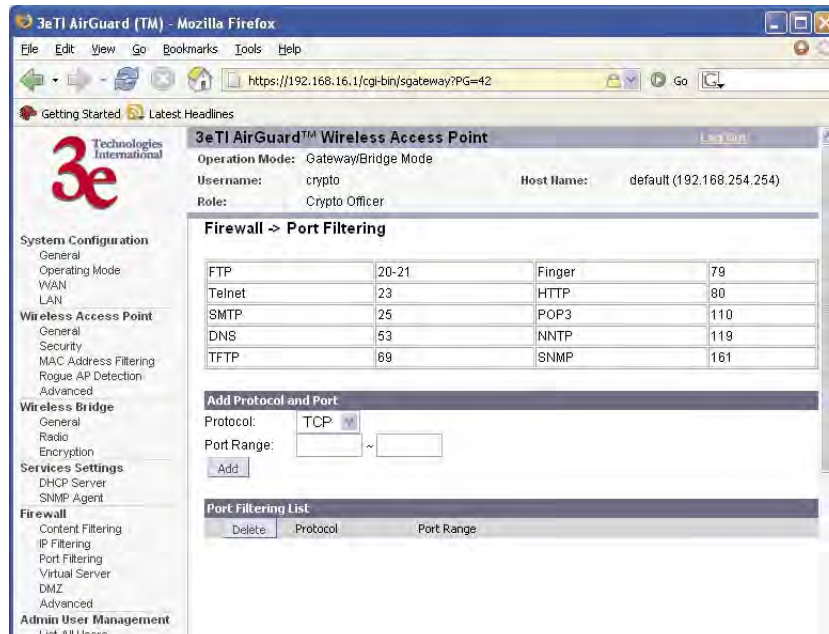 3eTI AirGuard (TM) - Mozilla Firefox
File Edit View Go Bookmarks Tools Help
https://192.168.16.1/cgi-bin/sgateway?PG=42 Go
Getting Started Latest Headlines
3e Technologies International
3eTI AirGuard™ Wireless Access Point
Operation Mode: Gateway/Bridge Mode
Username: crypto Host Name: default (192.168.254.254)
Role: Crypto Officer
System Configuration
General
Operating Mode
WAN
LAN
Wireless Access Point
General
Security
MAC Address Filtering
Rogue AP Detection
Advanced
Wireless Bridge
General
Radio
Encryption
Services Settings
DHCP Server
SNMP Agent
Firewall
Content Filtering
IP Filtering
Port Filtering
Virtual Server
DMZ
Advanced
Admin User Management
List All Users
Firewall -> Port Filtering
FTP 20-21 Finger 79
Telnet 23 HTTP 80
SMTP 25 POP3 110
DNS 53 NNTP 119
TFTP 69 SNMP 161
Add Protocol and Port
Protocol: TCP
Port Range: ~
Add
Port Filtering List
Delete Protocol Port Range